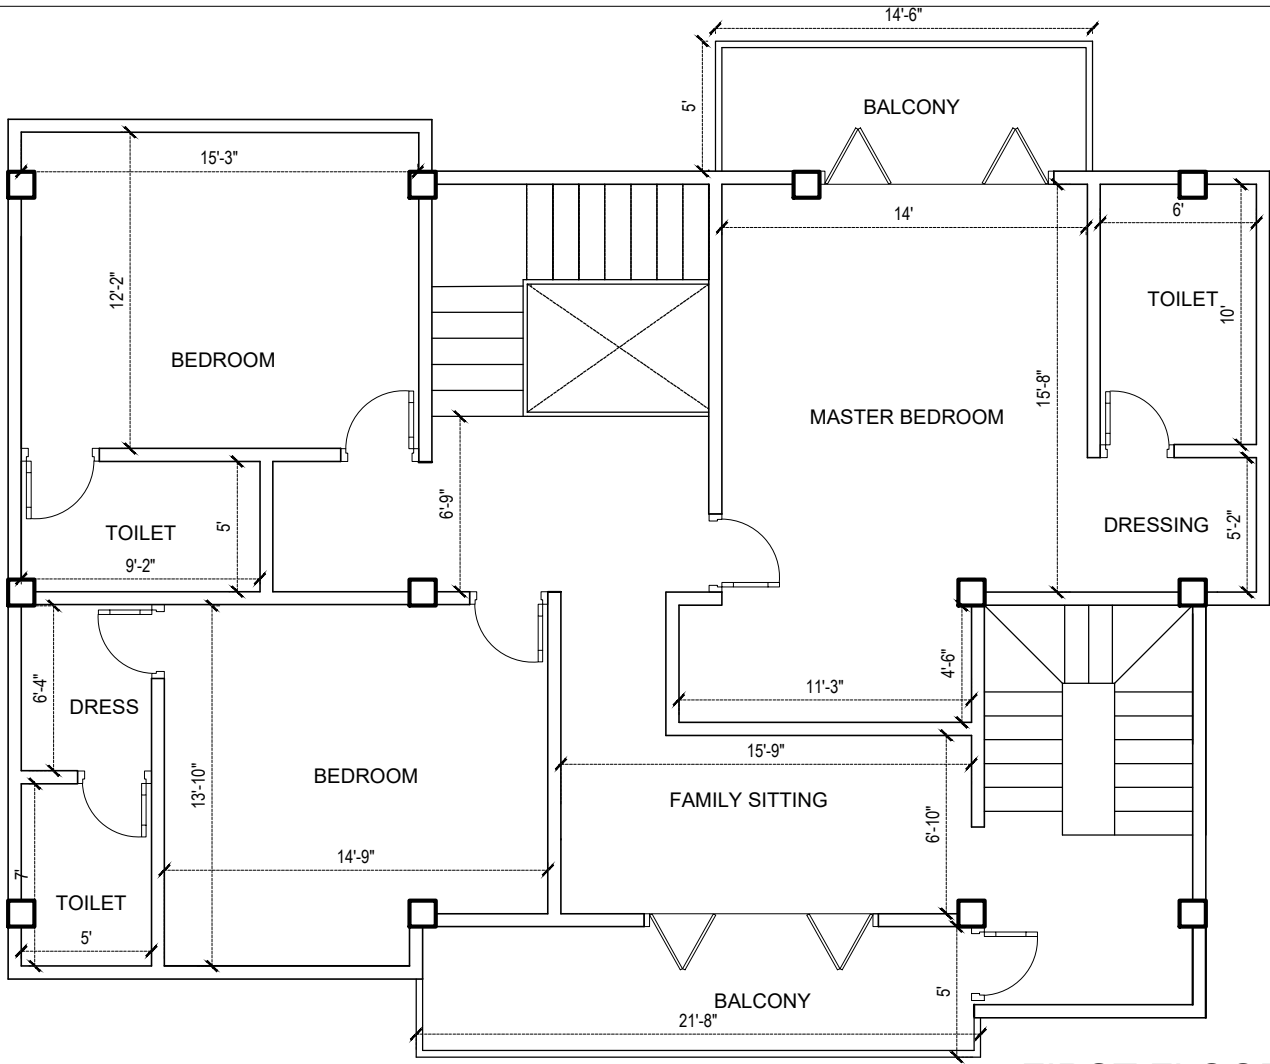 14'-6"
5'
BALCONY
15'-3"
14'
6'
12'-2"
TOILET
10'
BEDROOM
15'-8"
MASTER BEDROOM
6'-9"
TOILET
5'
DRESSING
5'-2"
9'-2"
6'-4"
4'-6"
11'-3"
DRESS
15'-9"
BEDROOM
13'-10"
FAMILY SITTING
6'-10"
14'-9"
7'
TOILET
5'
5'
BALCONY
21'-8"